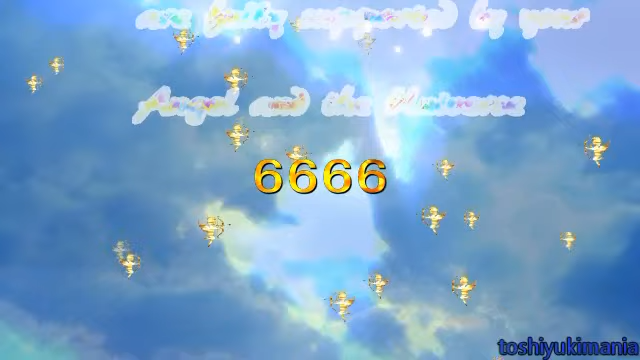 are fully supported by your
Angel and the Universe
6666
toshiyukimania